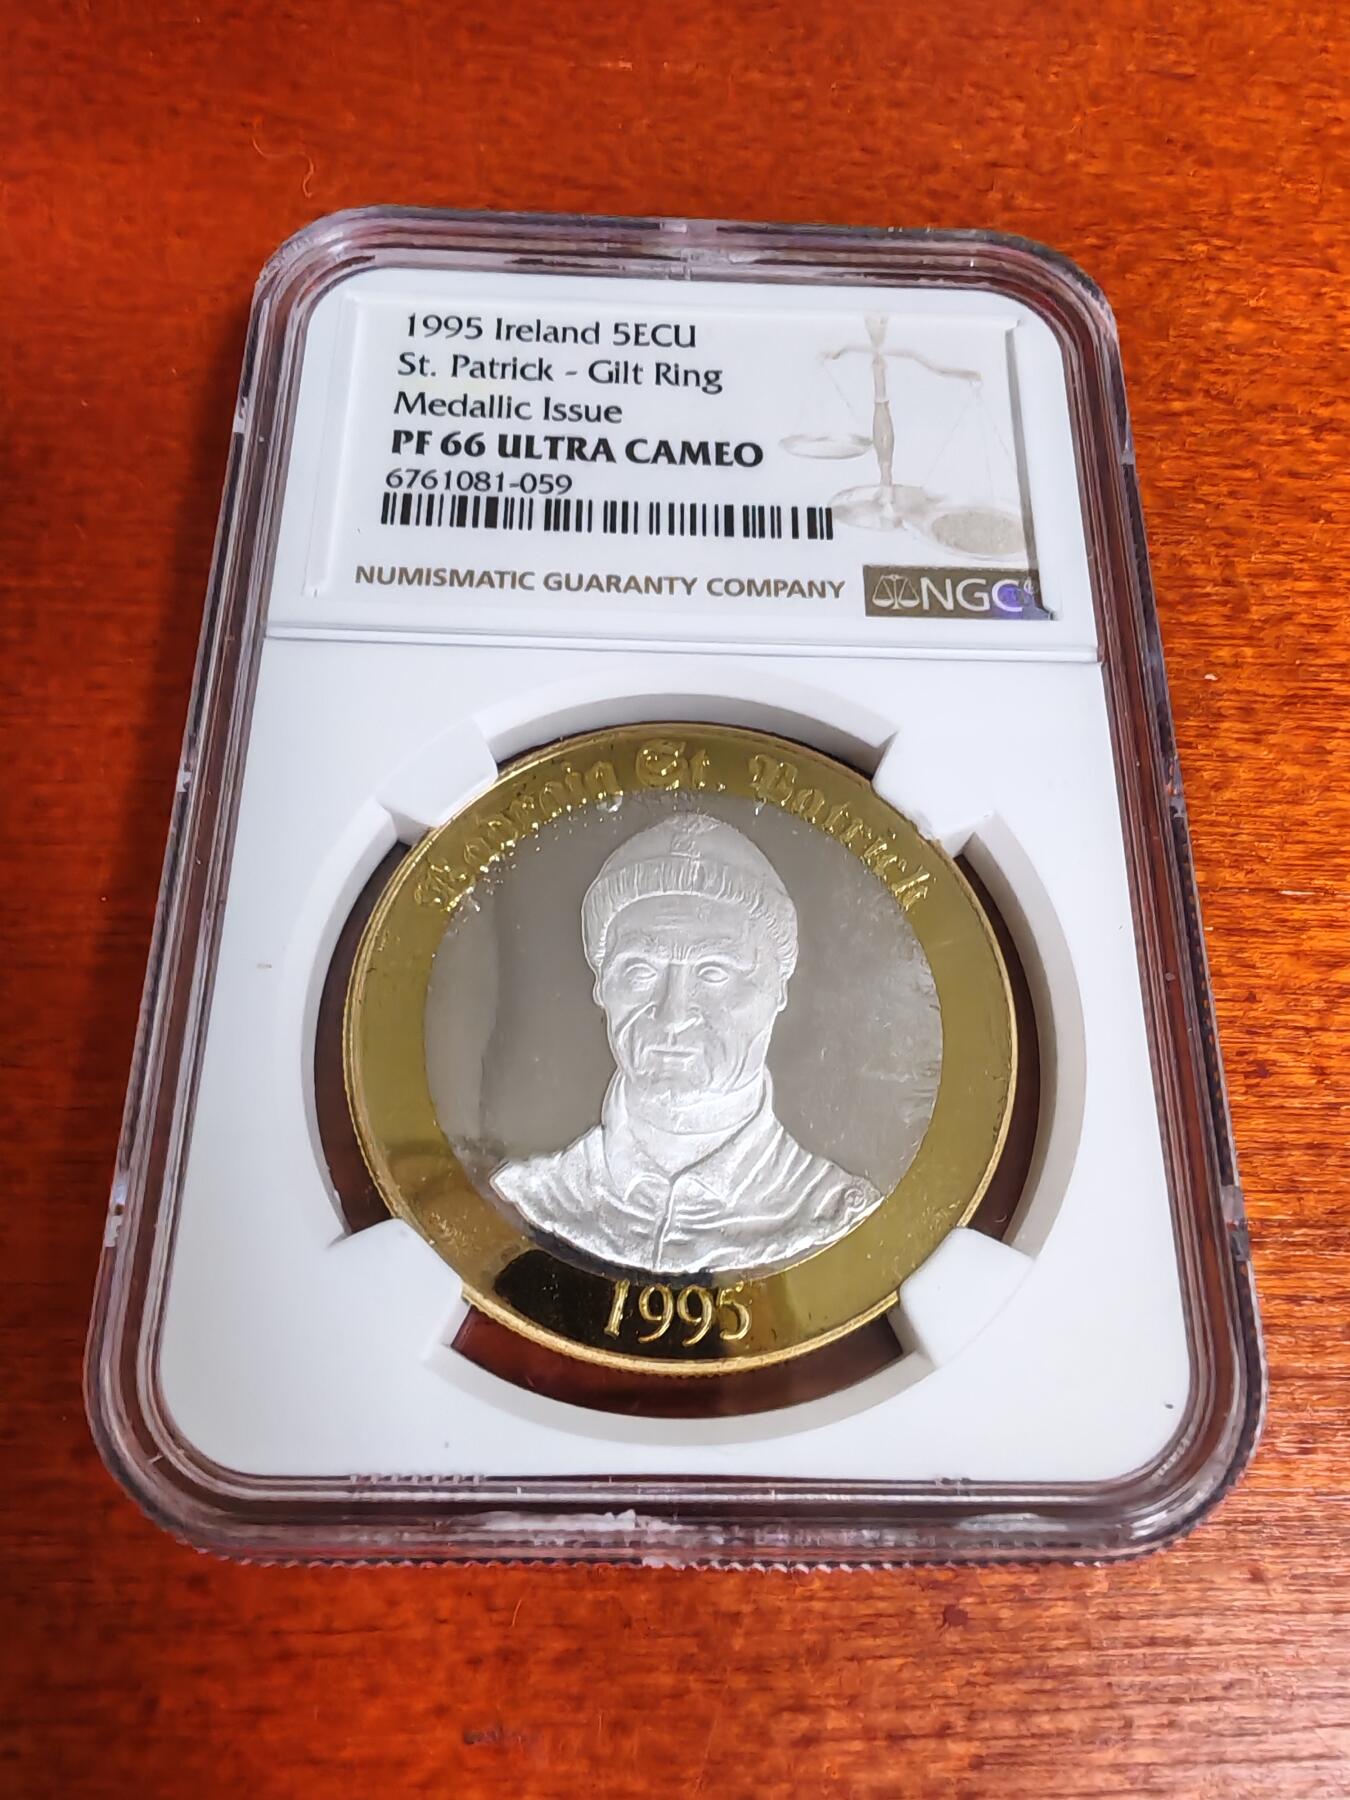 1995 Ireland 5ECU
St. Patrick - Gilt Ring
Medallic Issue
PF 66 ULTRA CAMEO
6761081-059
NUMISMATIC GUARANTY COMPANY
NGC
St. Patrick
1995